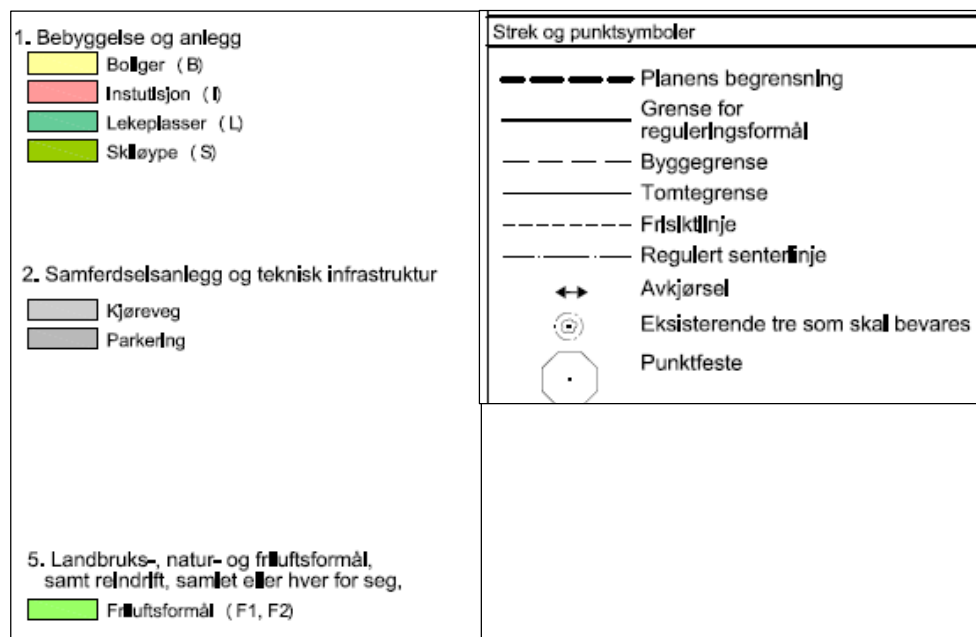 1. Bebyggelse og anlegg
Boliger (B)
Instutisjon (I)
Lekeplasser (L)
Skiløype (S)
2. Samferdselsanlegg og teknisk infrastruktur
Kjøreveg
Parkering
5. Landbruks-, natur- og friluftsformål,
samt reindrift, samlet eller hver for seg,
Friluftsformål (F1, F2)
Strek og punktsymboler
Planens begrensning
Grense for
reguleringsformål
Byggegrense
Tomtegrense
Frisiktlinje
Regulert senterlinje
Avkjørsel
Eksisterende tre som skal bevares
Punktfeste